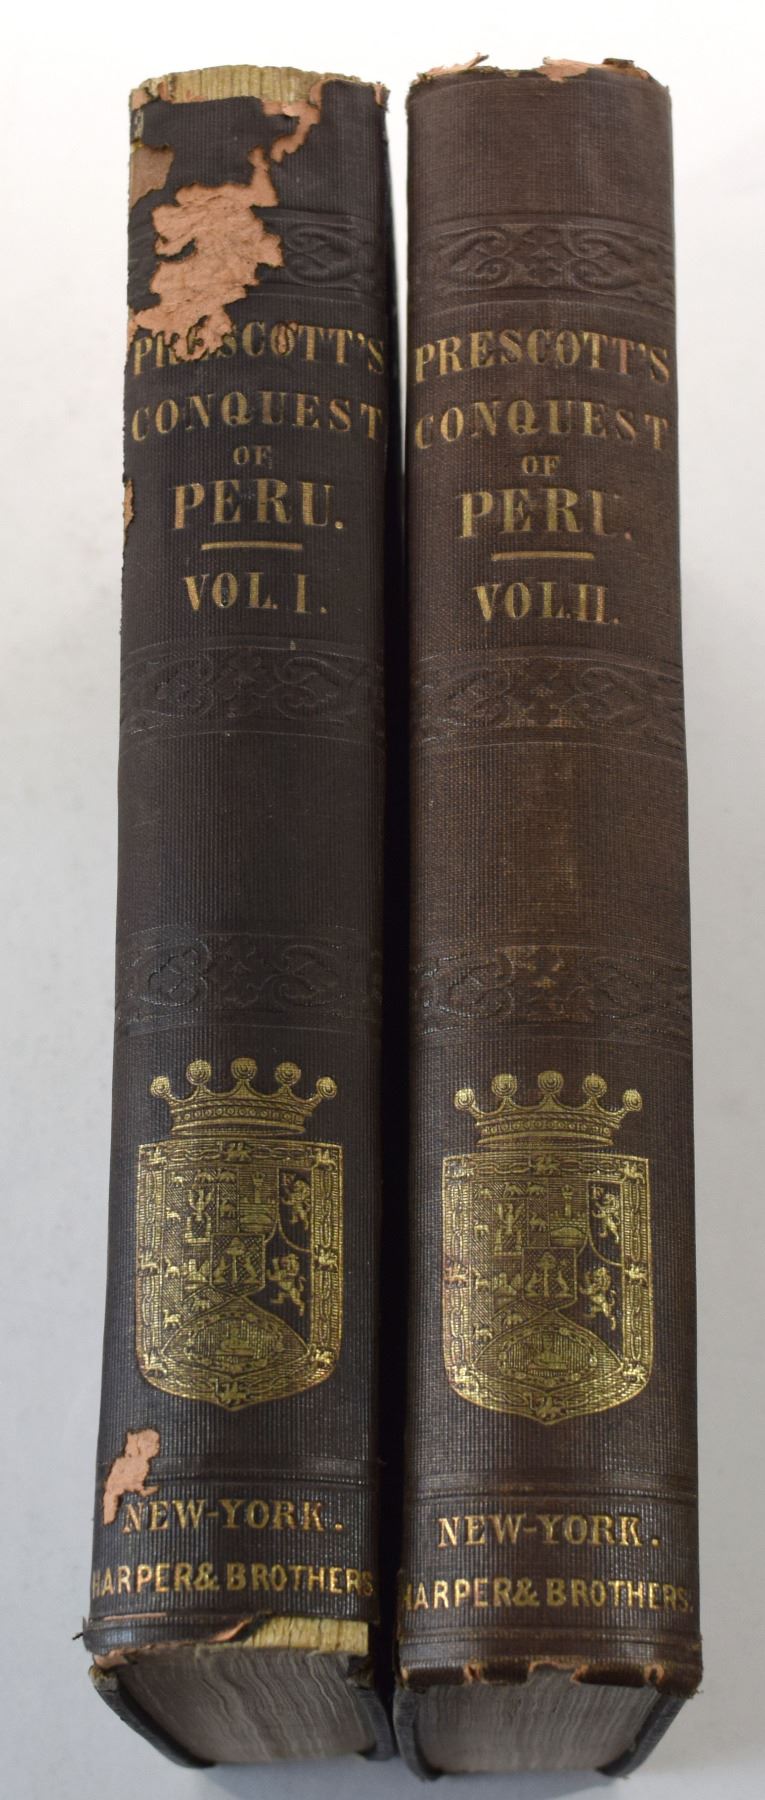 PRESCOTT'S
CONQUEST
OF
PERU.
VOL. I.
NEW-YORK.
HARPER & BROTHERS
PRESCOTT'S
CONQUEST
OF
PERU.
VOL. II.
NEW-YORK.
HARPER & BROTHERS.